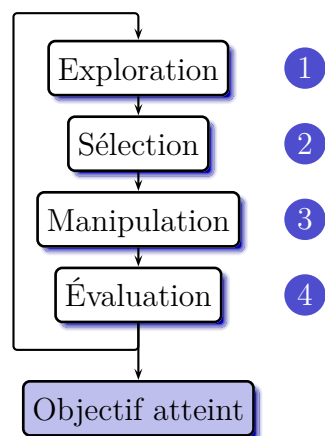 Exploration 1
Sélection 2
Manipulation 3
Évaluation 4
Objectif atteint